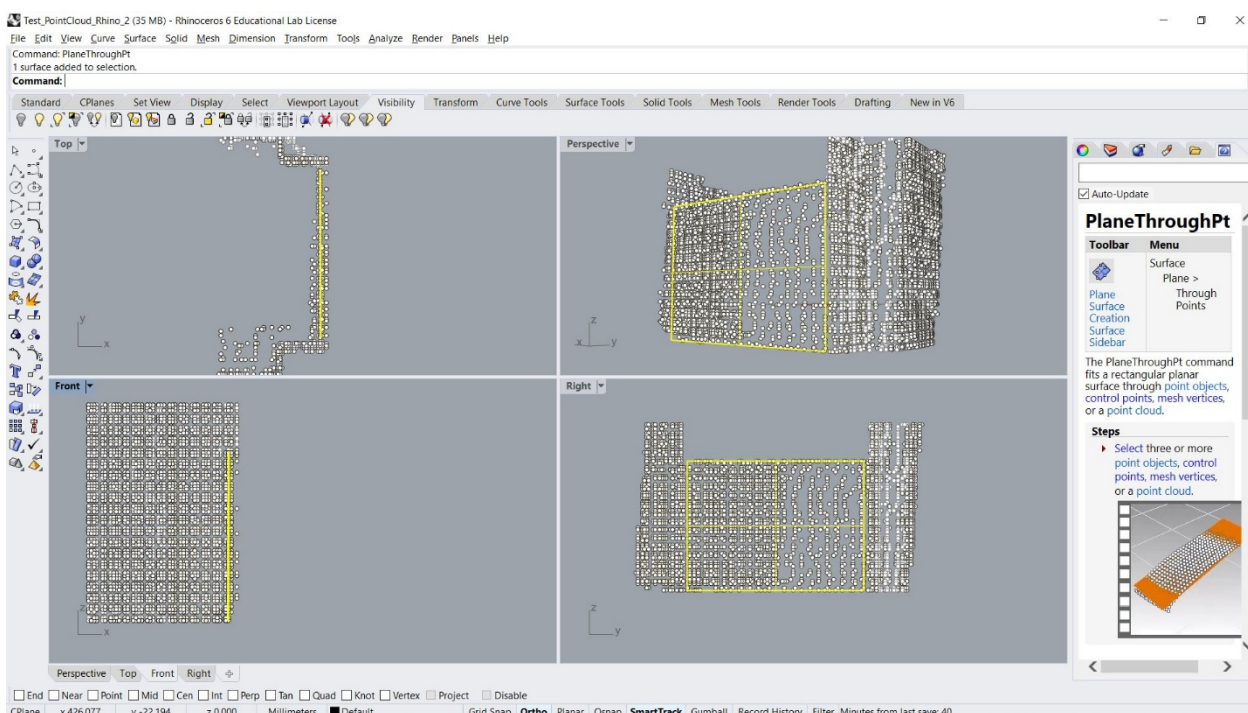 Test_PointCloud_Rhino_2 (35 MB) - Rhinoceros 6 Educational Lab License
File Edit View Curve Surface Solid Mesh Dimension Transform Tools Analyze Render Panels Help
Command: PlaneThroughPt
1 surface added to selection.
Command:
Standard CPlanes Set View Display Select Viewport Layout Visibility Transform Curve Tools Surface Tools Solid Tools Mesh Tools Render Tools Drafting New in V6
Top
y
x
Perspective
z
x y
Front
z
x
Right
z
y
Auto-Update
PlaneThroughPt
Toolbar Menu
Plane
Surface
Creation
Surface
Sidebar
Surface
Plane >
Through
Points
The PlaneThroughPt command
fits a rectangular planar
surface through point objects,
control points, mesh vertices,
or a point cloud.
Steps
Select three or more
point objects, control
points, mesh vertices,
or a point cloud.
Perspective Top Front Right
End Near Point Mid Cen Int Perp Tan Quad Knot Vertex Project Disable
CPlane x 426.077 y -22.194 z 0.000 Millimeters Default Grid Snap Ortho Planar Osnap SmartTrack Gumball Record History Filter Minutes from last save: 40